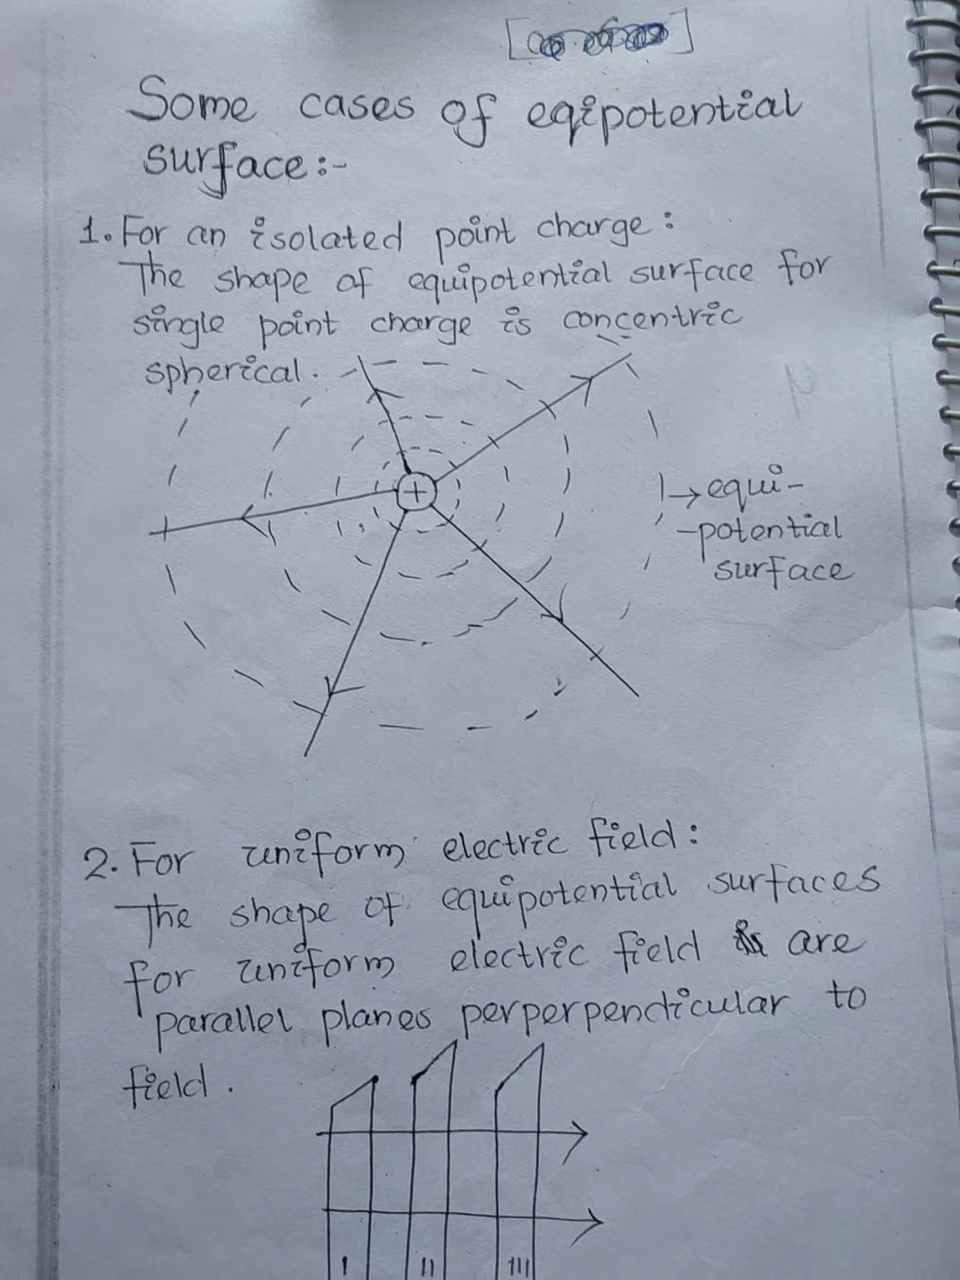 Some cases of eqipotential
surface:-
1. For an isolated point charge:
The shape of equipotential surface for
single point charge is concentric
spherical.
+
→ equi-
-potential
surface
2. For uniform electric field:
The shape of equipotential surfaces
for uniform electric field are
parallel planes perperpendicular to
field.
I II III